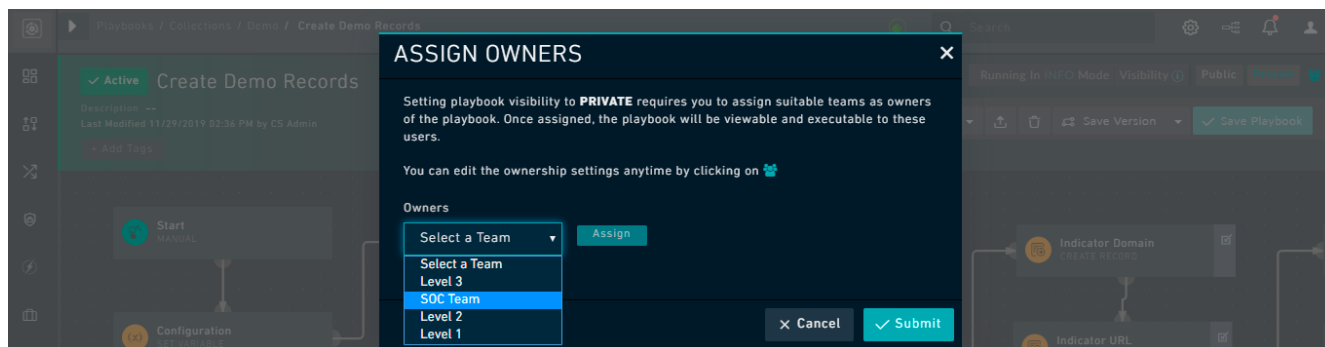 Playbooks / Collections / Demo / Create Demo Records
Search
ASSIGN OWNERS
Active
Create Demo Records
Running In INFO Mode Visibility
Public
Private
Description --
Last Modified 11/29/2019 02:36 PM by CS Admin
+ Add Tags
Save Version
Save Playbook
Setting playbook visibility to PRIVATE requires you to assign suitable teams as owners
of the playbook. Once assigned, the playbook will be viewable and executable to these
users.
You can edit the ownership settings anytime by clicking on
Owners
Select a Team
Assign
Select a Team
Level 3
SOC Team
Level 2
Level 1
Cancel
Submit
Start
MANUAL
Configuration
SET VARIABLE
Indicator Domain
CREATE RECORD
Indicator URL